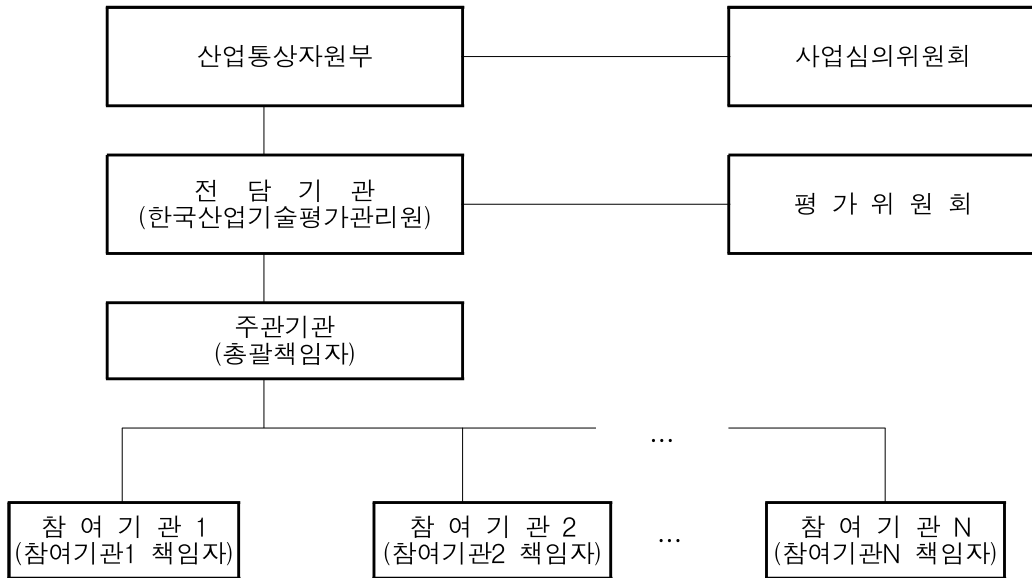 산업통상자원부
사업심의위원회
전 담 기 관
(한국산업기술평가관리원)
평 가 위 원 회
주관기관
(총괄책임자)
...
참 여 기 관 1
(참여기관1 책임자)
참 여 기 관 2
(참여기관2 책임자)
...
참 여 기 관 N
(참여기관N 책임자)